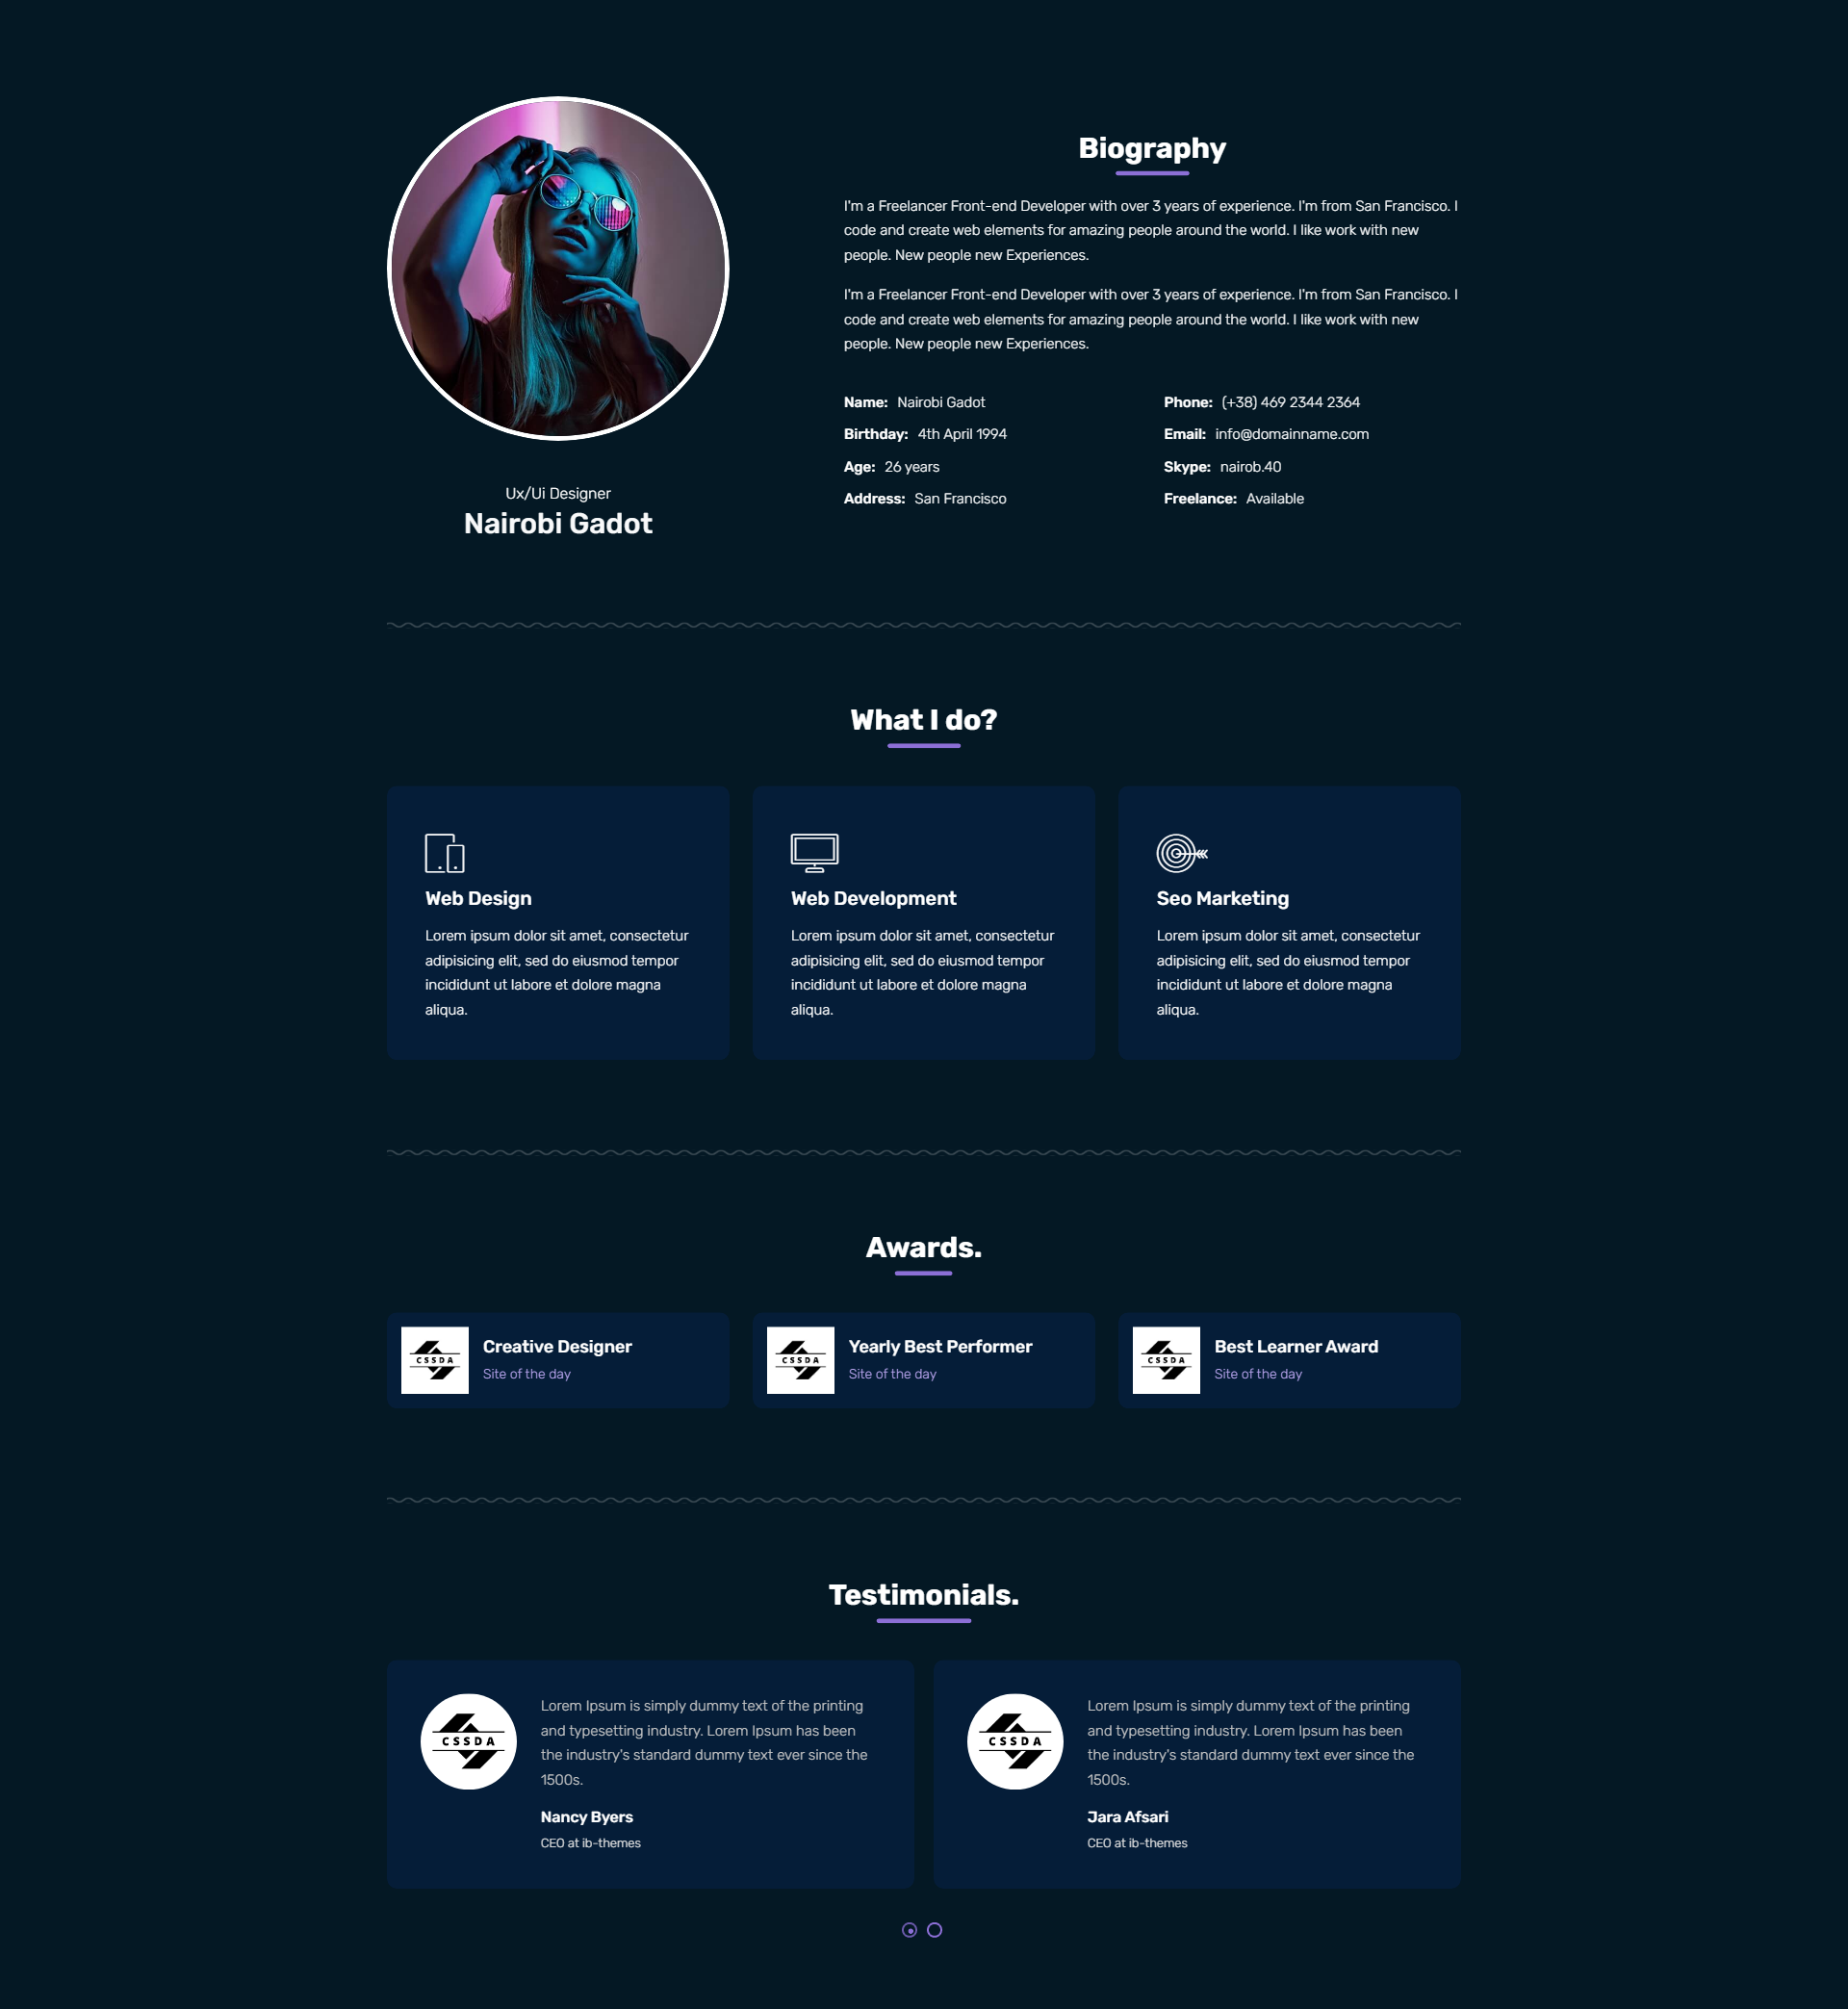 Biography
I'm a Freelancer Front-end Developer with over 3 years of experience. I'm from San Francisco. I
code and create web elements for amazing people around the world. I like work with new
people. New people new Experiences.
I'm a Freelancer Front-end Developer with over 3 years of experience. I'm from San Francisco. I
code and create web elements for amazing people around the world. I like work with new
people. New people new Experiences.
Name: Nairobi Gadot
Birthday: 4th April 1994
Age: 26 years
Address: San Francisco
Phone: (+38) 469 2344 2364
Email: info@domainname.com
Skype: nairob.40
Freelance: Available
Ux/Ui Designer
Nairobi Gadot
What I do?
Web Design
Lorem ipsum dolor sit amet, consectetur
adipisicing elit, sed do eiusmod tempor
incididunt ut labore et dolore magna
aliqua.
Web Development
Lorem ipsum dolor sit amet, consectetur
adipisicing elit, sed do eiusmod tempor
incididunt ut labore et dolore magna
aliqua.
Seo Marketing
Lorem ipsum dolor sit amet, consectetur
adipisicing elit, sed do eiusmod tempor
incididunt ut labore et dolore magna
aliqua.
Awards.
CSSDA
Creative Designer
Site of the day
CSSDA
Yearly Best Performer
Site of the day
CSSDA
Best Learner Award
Site of the day
Testimonials.
CSSDA
Lorem Ipsum is simply dummy text of the printing
and typesetting industry. Lorem Ipsum has been
the industry's standard dummy text ever since the
1500s.
Nancy Byers
CEO at ib-themes
CSSDA
Lorem Ipsum is simply dummy text of the printing
and typesetting industry. Lorem Ipsum has been
the industry's standard dummy text ever since the
1500s.
Jara Afsari
CEO at ib-themes